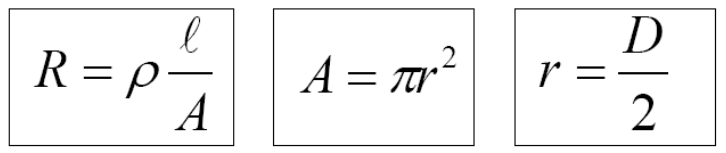 R = ρ ℓ/A
A = πr²
r = D/2